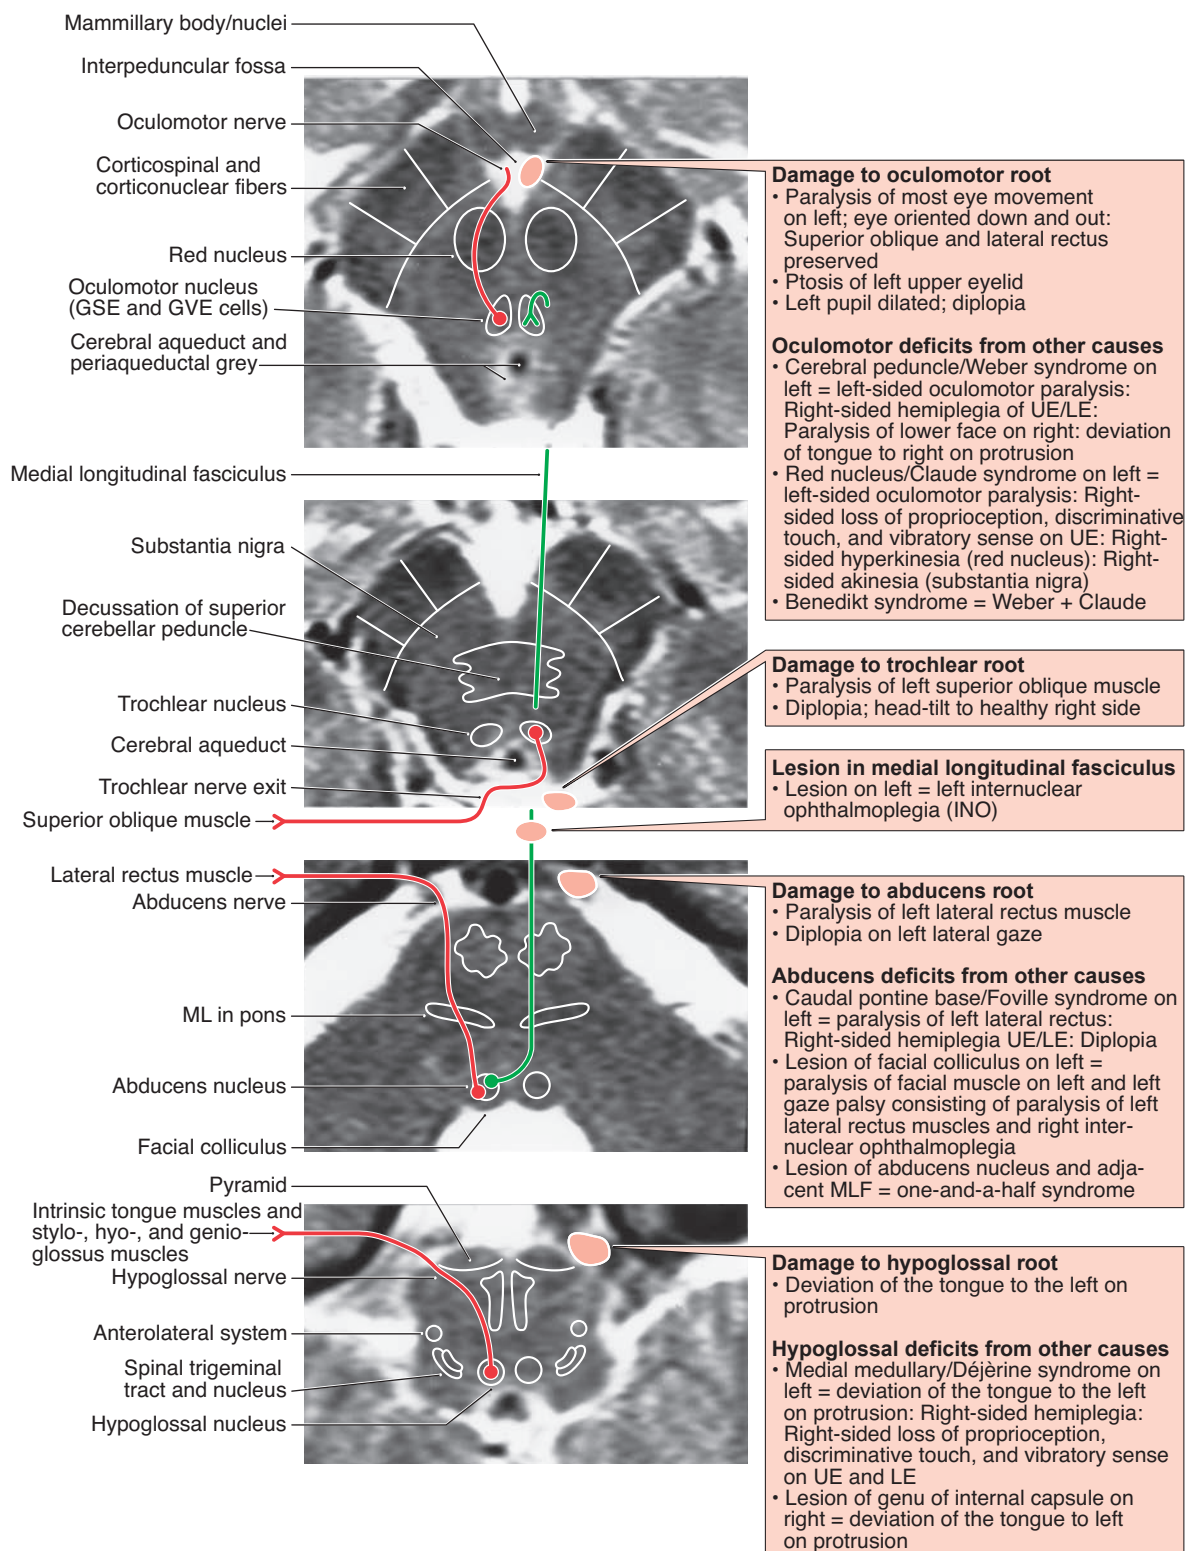 Mammillary body/nuclei
Interpeduncular fossa
Oculomotor nerve
Corticospinal and
corticonuclear fibers
Red nucleus
Oculomotor nucleus
(GSE and GVE cells)
Cerebral aqueduct and
periaqueductal grey
Medial longitudinal fasciculus
Substantia nigra
Decussation of superior
cerebellar peduncle
Trochlear nucleus
Cerebral aqueduct
Trochlear nerve exit
Superior oblique muscle
Lateral rectus muscle
Abducens nerve
ML in pons
Abducens nucleus
Facial colliculus
Pyramid
Intrinsic tongue muscles and
stylo-, hyo-, and genio-
glossus muscles
Hypoglossal nerve
Anterolateral system
Spinal trigeminal
tract and nucleus
Hypoglossal nucleus
Damage to oculomotor root
• Paralysis of most eye movement
on left; eye oriented down and out:
Superior oblique and lateral rectus
preserved
• Ptosis of left upper eyelid
• Left pupil dilated; diplopia
Oculomotor deficits from other causes
• Cerebral peduncle/Weber syndrome on
left = left-sided oculomotor paralysis:
Right-sided hemiplegia of UE/LE:
Paralysis of lower face on right: deviation
of tongue to right on protrusion
• Red nucleus/Claude syndrome on left =
left-sided oculomotor paralysis: Right-
sided loss of proprioception, discriminative
touch, and vibratory sense on UE: Right-
sided hyperkinesia (red nucleus): Right-
sided akinesia (substantia nigra)
• Benedikt syndrome = Weber + Claude
Damage to trochlear root
• Paralysis of left superior oblique muscle
• Diplopia; head-tilt to healthy right side
Lesion in medial longitudinal fasciculus
• Lesion on left = left internuclear
ophthalmoplegia (INO)
Damage to abducens root
• Paralysis of left lateral rectus muscle
• Diplopia on left lateral gaze
Abducens deficits from other causes
• Caudal pontine base/Foville syndrome on
left = paralysis of left lateral rectus:
Right-sided hemiplegia UE/LE: Diplopia
• Lesion of facial colliculus on left =
paralysis of facial muscle on left and left
gaze palsy consisting of paralysis of left
lateral rectus muscles and right inter-
nuclear ophthalmoplegia
• Lesion of abducens nucleus and adja-
cent MLF = one-and-a-half syndrome
Damage to hypoglossal root
• Deviation of the tongue to the left on
protrusion
Hypoglossal deficits from other causes
• Medial medullary/Déjèrine syndrome on
left = deviation of the tongue to the left
on protrusion: Right-sided hemiplegia:
Right-sided loss of proprioception,
discriminative touch, and vibratory sense
on UE and LE
• Lesion of genu of internal capsule on
right = deviation of the tongue to left
on protrusion